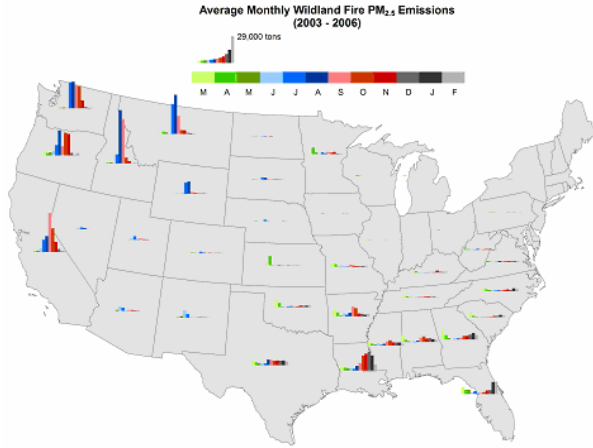 Average Monthly Wildland Fire PM2.5 Emissions
(2003 - 2006)
29,000 tons
M A M J J A S O N D J F